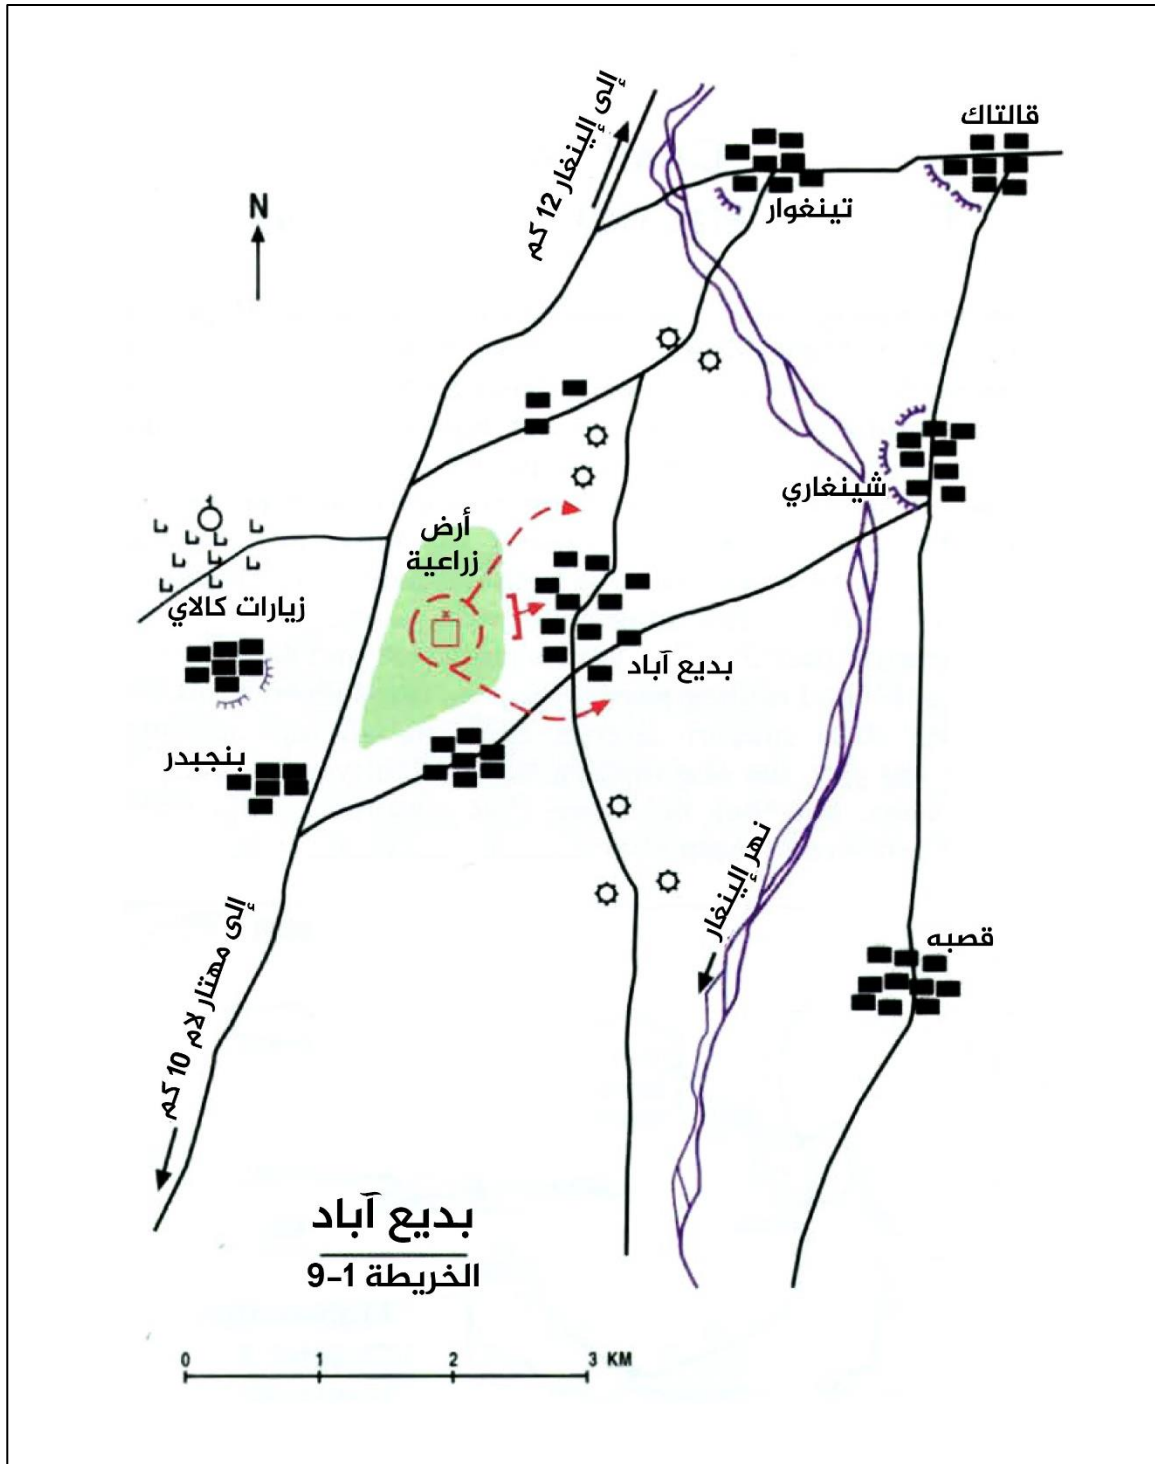 قالتاك
إلى إلينغار 12 كم
N
تينغوار
شينغاري
أرض
زراعية
زيارات كالاي
بديع آباد
بنجبدر
نهر إلينغار
قصبه
إلى مهتار لام 10 كم
بديع آباد
الخريطة 1-9
0 1 2 3 KM